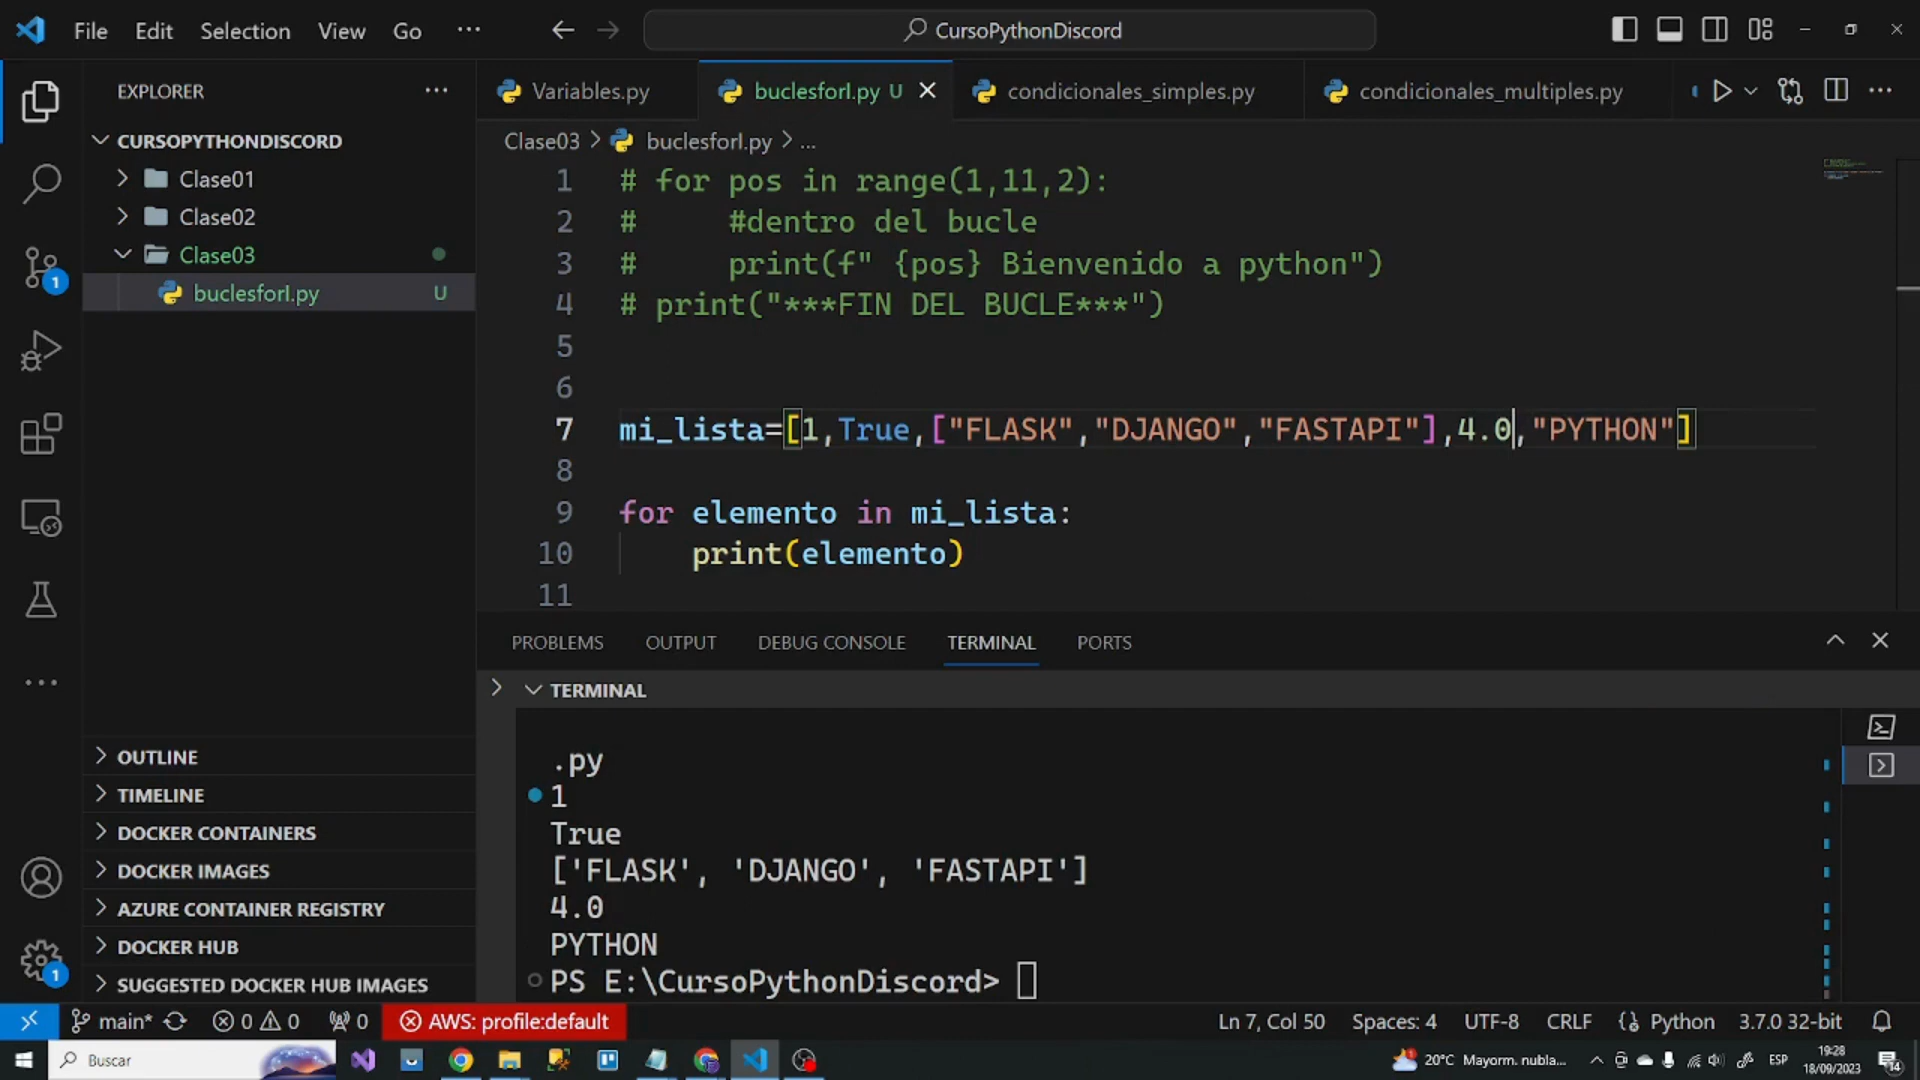 File Edit Selection View Go ···
CursoPythonDiscord
EXPLORER
CURSOPYTHONDISCORD
Clase01
Clase02
Clase03
buclesforI.py U
OUTLINE
TIMELINE
DOCKER CONTAINERS
DOCKER IMAGES
AZURE CONTAINER REGISTRY
DOCKER HUB
SUGGESTED DOCKER HUB IMAGES
Variables.py
buclesforI.py U
condicionales_simples.py
condicionales_multiples.py
Clase03 > buclesforI.py > ...
1 # for pos in range(1,11,2):
2 #     #dentro del bucle
3 #     print(f" {pos} Bienvenido a python")
4 # print("***FIN DEL BUCLE***")
5
6
7 mi_lista=[1,True,["FLASK","DJANGO","FASTAPI"],4.0,"PYTHON"]
8
9 for elemento in mi_lista:
10     print(elemento)
11
PROBLEMS OUTPUT DEBUG CONSOLE TERMINAL PORTS
TERMINAL
.py
1
True
['FLASK', 'DJANGO', 'FASTAPI']
4.0
PYTHON
PS E:\CursoPythonDiscord>
1
1
main* 0 0 0 AWS: profile:default
Ln 7, Col 50 Spaces: 4 UTF-8 CRLF Python 3.7.0 32-bit
Buscar
20°C Mayorm. nubla...
ESP
19:28
18/09/2023
14